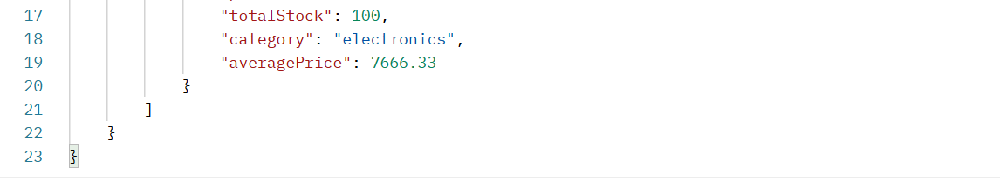 17 "totalStock": 100,
18 "category": "electronics",
19 "averagePrice": 7666.33
20 }
21 ]
22 }
23 }